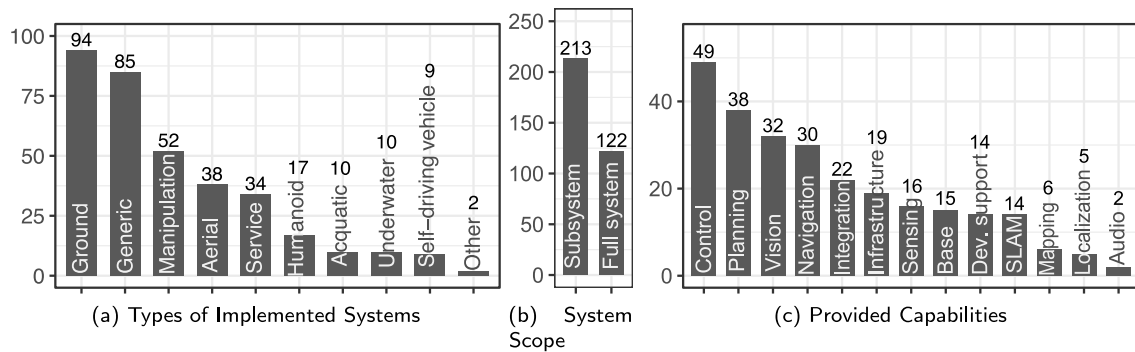 100
75
50
25
0
94
85
52
38
34
17
10
10
9
2
Ground
Generic
Manipulation
Aerial
Service
Humanoid
Acquatic
Underwater
Self-driving vehicle
Other
(a) Types of Implemented Systems
250
200
150
100
50
0
213
122
Subsystem
Full system
(b) System
Scope
40
20
0
49
38
32
30
22
19
16
15
14
14
6
5
2
Control
Planning
Vision
Navigation
Integration
Infrastructure
Sensing
Base
Dev. support
SLAM
Mapping
Localization
Audio
(c) Provided Capabilities